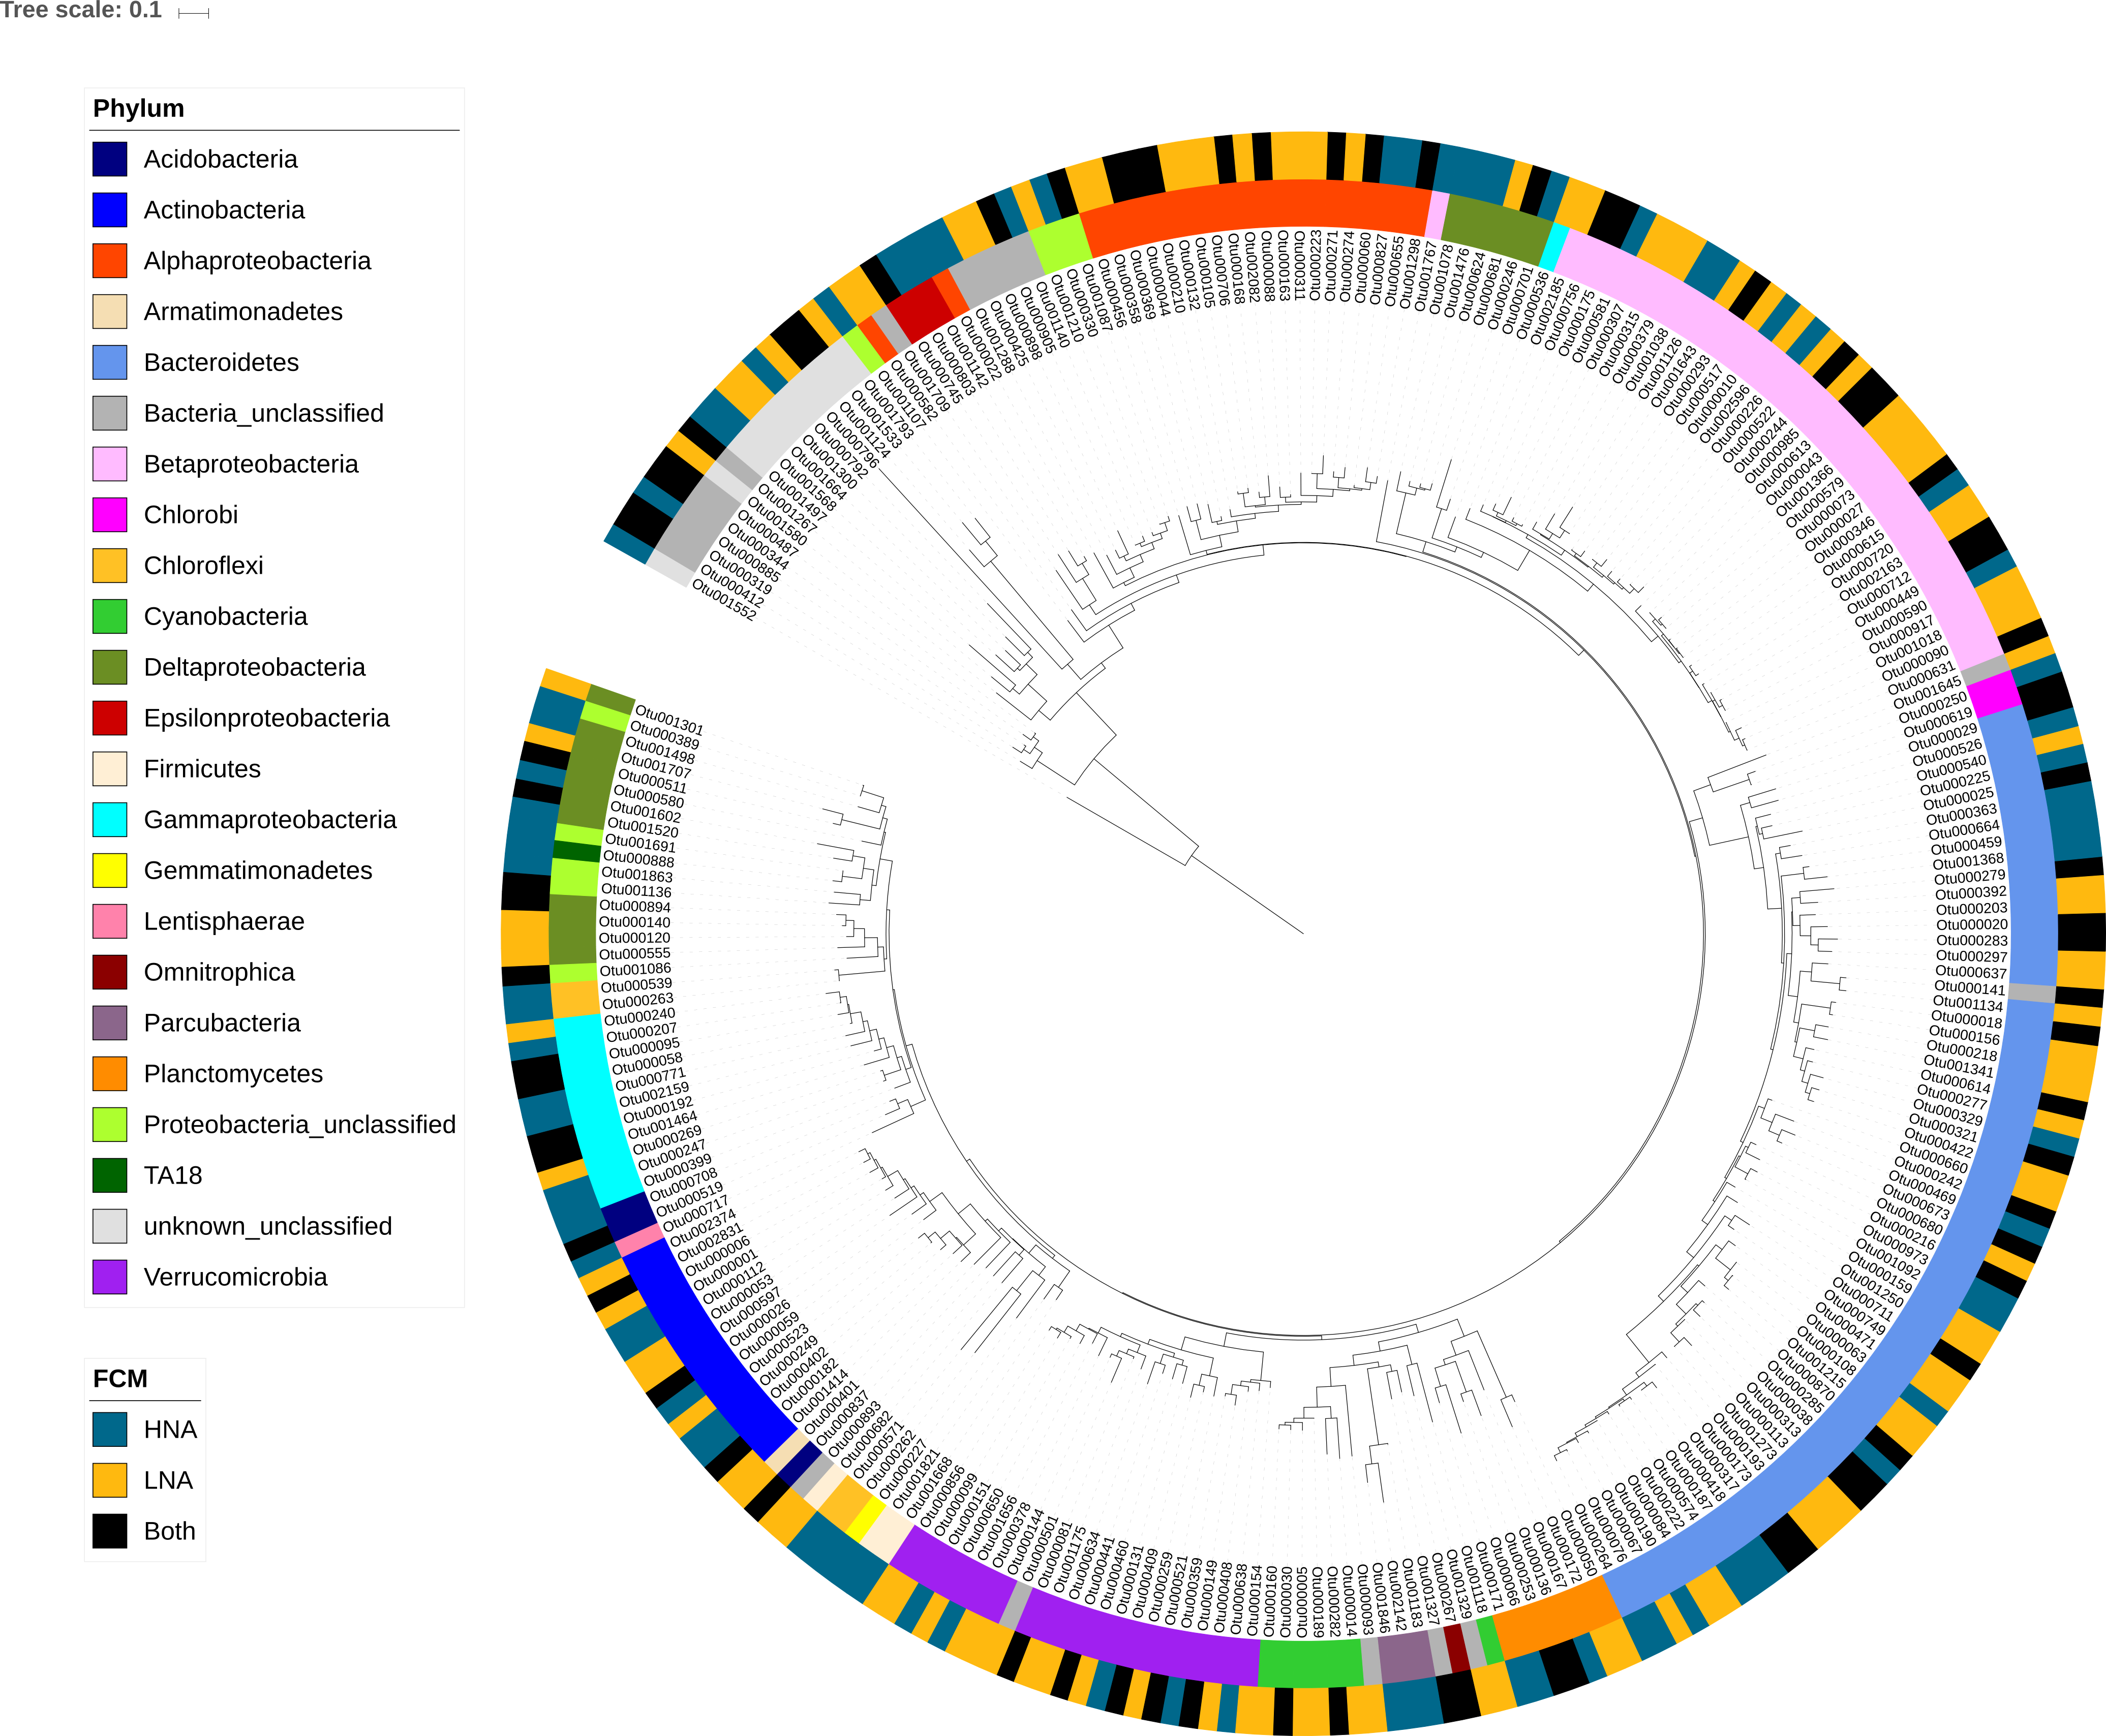 Tree scale: 0.1
Phylum
Acidobacteria
Actinobacteria
Alphaproteobacteria
Armatimonadetes
Bacteroidetes
Bacteria_unclassified
Betaproteobacteria
Chlorobi
Chloroflexi
Cyanobacteria
Deltaproteobacteria
Epsilonproteobacteria
Firmicutes
Gammaproteobacteria
Gemmatimonadetes
Lentisphaerae
Omnitrophica
Parcubacteria
Planctomycetes
Proteobacteria_unclassified
TA18
unknown_unclassified
Verrucomicrobia
FCM
HNA
LNA
Both
Otu001552
Otu000412
Otu000319
Otu000885
Otu000344
Otu000487
Otu001580
Otu001267
Otu001497
Otu001568
Otu001664
Otu001300
Otu000792
Otu000796
Otu001124
Otu001533
Otu001793
Otu001107
Otu000582
Otu001709
Otu000745
Otu000803
Otu001142
Otu000022
Otu001288
Otu000425
Otu000898
Otu000905
Otu001140
Otu001210
Otu000330
Otu001087
Otu000456
Otu000358
Otu000369
Otu000044
Otu000210
Otu000132
Otu000105
Otu000706
Otu000168
Otu002082
Otu000088
Otu000163
Otu000311
Otu000223
Otu000271
Otu000274
Otu000060
Otu000827
Otu000655
Otu001298
Otu001767
Otu001078
Otu001476
Otu000624
Otu000681
Otu000246
Otu000701
Otu000536
Otu002185
Otu000756
Otu000175
Otu000581
Otu000307
Otu000315
Otu000379
Otu001038
Otu001126
Otu001643
Otu000293
Otu000517
Otu000010
Otu002596
Otu000226
Otu000522
Otu000244
Otu000985
Otu000613
Otu000043
Otu001366
Otu000579
Otu000073
Otu000027
Otu000346
Otu000615
Otu000720
Otu002163
Otu000712
Otu000449
Otu000590
Otu000917
Otu001018
Otu000090
Otu000631
Otu001645
Otu000250
Otu000619
Otu000029
Otu000526
Otu000540
Otu000225
Otu000025
Otu000363
Otu000664
Otu000459
Otu001368
Otu000279
Otu000392
Otu000203
Otu000020
Otu000283
Otu000297
Otu000637
Otu000141
Otu001134
Otu000018
Otu000156
Otu000218
Otu001341
Otu000614
Otu000277
Otu000329
Otu000321
Otu000422
Otu000660
Otu000242
Otu000469
Otu000673
Otu000680
Otu000216
Otu000973
Otu001092
Otu000159
Otu001250
Otu000711
Otu000749
Otu000471
Otu000063
Otu000108
Otu001215
Otu000870
Otu000285
Otu000038
Otu000313
Otu000113
Otu001273
Otu000193
Otu000173
Otu000317
Otu000418
Otu000187
Otu000574
Otu000222
Otu000084
Otu000190
Otu000067
Otu000076
Otu000264
Otu000050
Otu000172
Otu000167
Otu000136
Otu000253
Otu000066
Otu000171
Otu001118
Otu001329
Otu000267
Otu001327
Otu001183
Otu002142
Otu001846
Otu000093
Otu000014
Otu000282
Otu000189
Otu000005
Otu000030
Otu000160
Otu000154
Otu000638
Otu000408
Otu000149
Otu000359
Otu000521
Otu000259
Otu000409
Otu000131
Otu000460
Otu000441
Otu000634
Otu001175
Otu000081
Otu000501
Otu000144
Otu000378
Otu001656
Otu000650
Otu000151
Otu000099
Otu000856
Otu001668
Otu001821
Otu000227
Otu000262
Otu000571
Otu000682
Otu000893
Otu000837
Otu000401
Otu001414
Otu000182
Otu000402
Otu000249
Otu000523
Otu000059
Otu000026
Otu000597
Otu000053
Otu000112
Otu000001
Otu000006
Otu002831
Otu002374
Otu000717
Otu000519
Otu000708
Otu000399
Otu000247
Otu000269
Otu001464
Otu000192
Otu002159
Otu000771
Otu000058
Otu000095
Otu000207
Otu000240
Otu000263
Otu000539
Otu001086
Otu000555
Otu000120
Otu000140
Otu000894
Otu001136
Otu001863
Otu000888
Otu001691
Otu001520
Otu001602
Otu000580
Otu000511
Otu001707
Otu001498
Otu000389
Otu001301